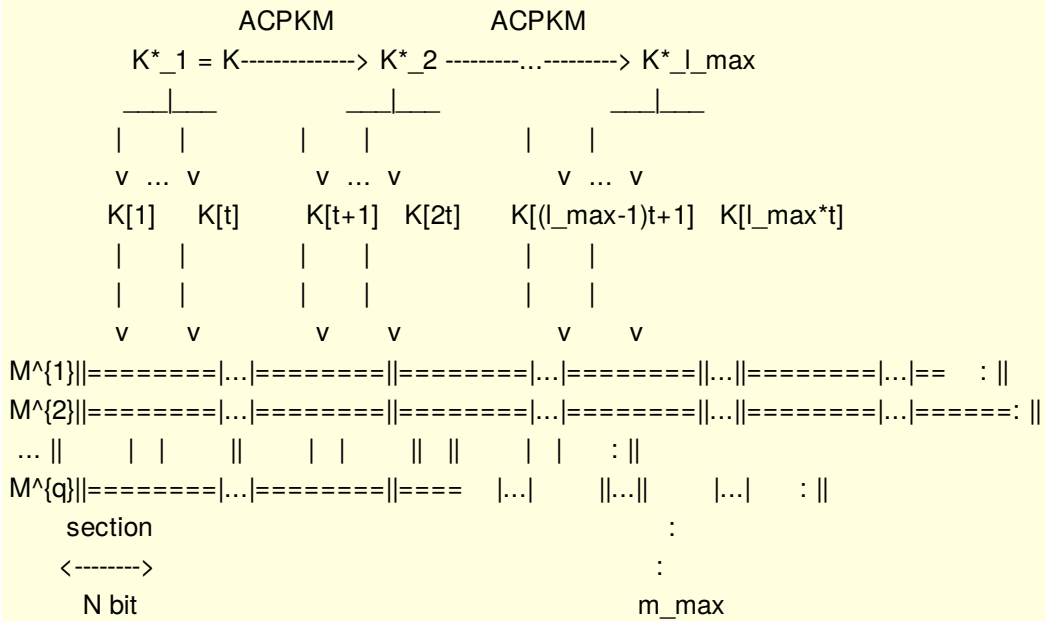 ACPKM ACPKM
K*_1 = K--------------> K*_2 ---------...---------> K*_l_max
___|___ ___|___ ___|___
| | | | | |
v ... v v ... v v ... v
K[1] K[t] K[t+1] K[2t] K[(l_max-1)t+1] K[l_max*t]
| | | | | |
| | | | | |
v v v v v v
M^{1}||========|...|========||========|...|========||...||========|...|== : ||
M^{2}||========|...|========||========|...|========||...||========|...|======: ||
... || | | || | | || || | | : ||
M^{q}||========|...|========||==== |...| ||...|| |...| : ||
section :
<--------> :
N bit m_max